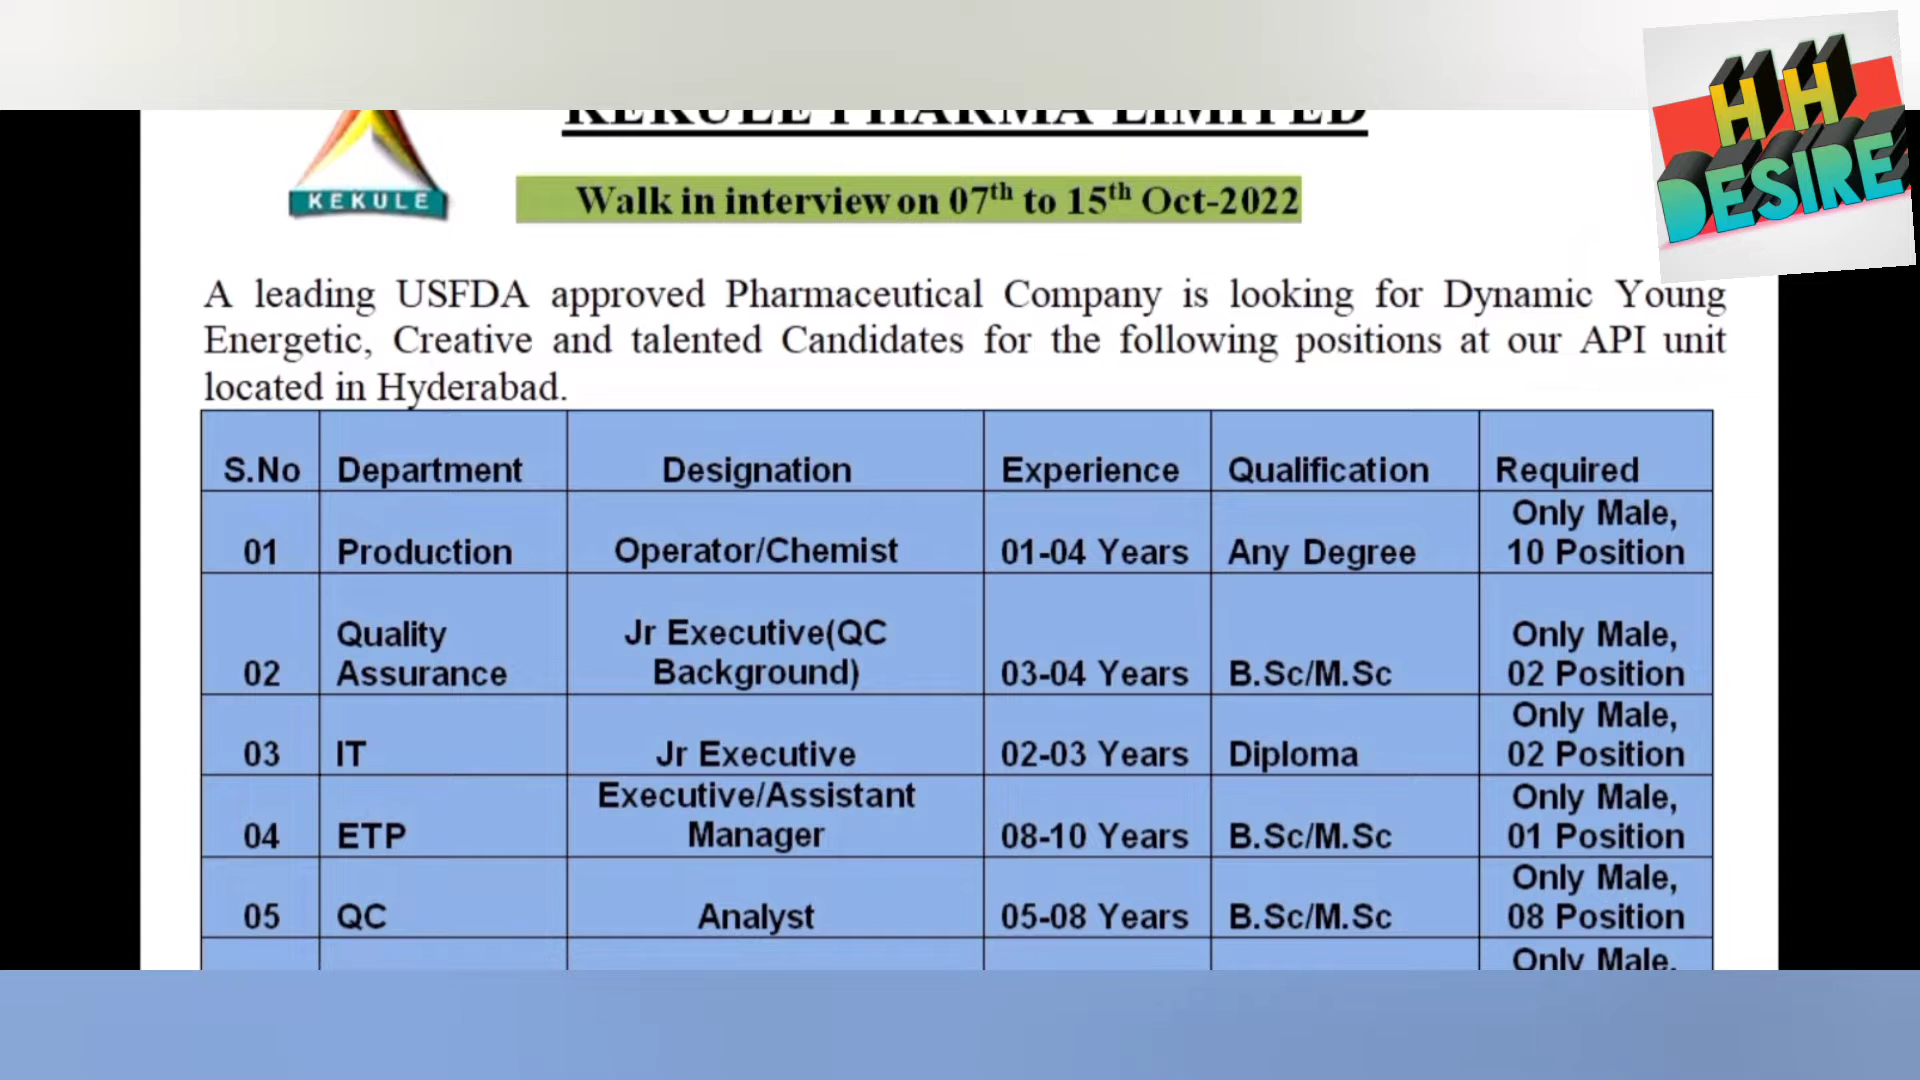 HH
DESIRE
KEKULE PHARMA LIMITED
KEKULE
Walk in interview on 07th to 15th Oct-2022
A leading USFDA approved Pharmaceutical Company is looking for Dynamic Young
Energetic, Creative and talented Candidates for the following positions at our API unit
located in Hyderabad.
S.No Department Designation Experience Qualification Required
01 Production Operator/Chemist 01-04 Years Any Degree Only Male, 10 Position
02 Quality Assurance Jr Executive(QC Background) 03-04 Years B.Sc/M.Sc Only Male, 02 Position
03 IT Jr Executive 02-03 Years Diploma Only Male, 02 Position
04 ETP Executive/Assistant Manager 08-10 Years B.Sc/M.Sc Only Male, 01 Position
05 QC Analyst 05-08 Years B.Sc/M.Sc Only Male, 08 Position
Only Male,